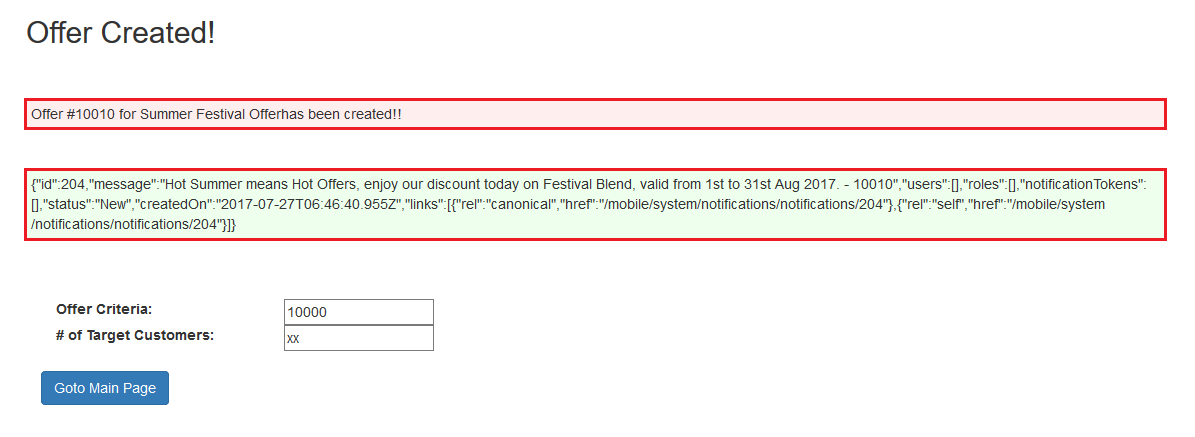 Offer Created!
Offer #10010 for Summer Festival Offerhas been created!!
{"id":204,"message":"Hot Summer means Hot Offers, enjoy our discount today on Festival Blend, valid from 1st to 31st Aug 2017. - 10010","users":[],"roles":[],"notificationTokens":
[],"status":"New","createdOn":"2017-07-27T06:46:40.955Z","links":[{"rel":"canonical","href":"/mobile/system/notifications/notifications/204"},{"rel":"self","href":"/mobile/system
/notifications/notifications/204"}]}
Offer Criteria: 10000
# of Target Customers: xx
Goto Main Page